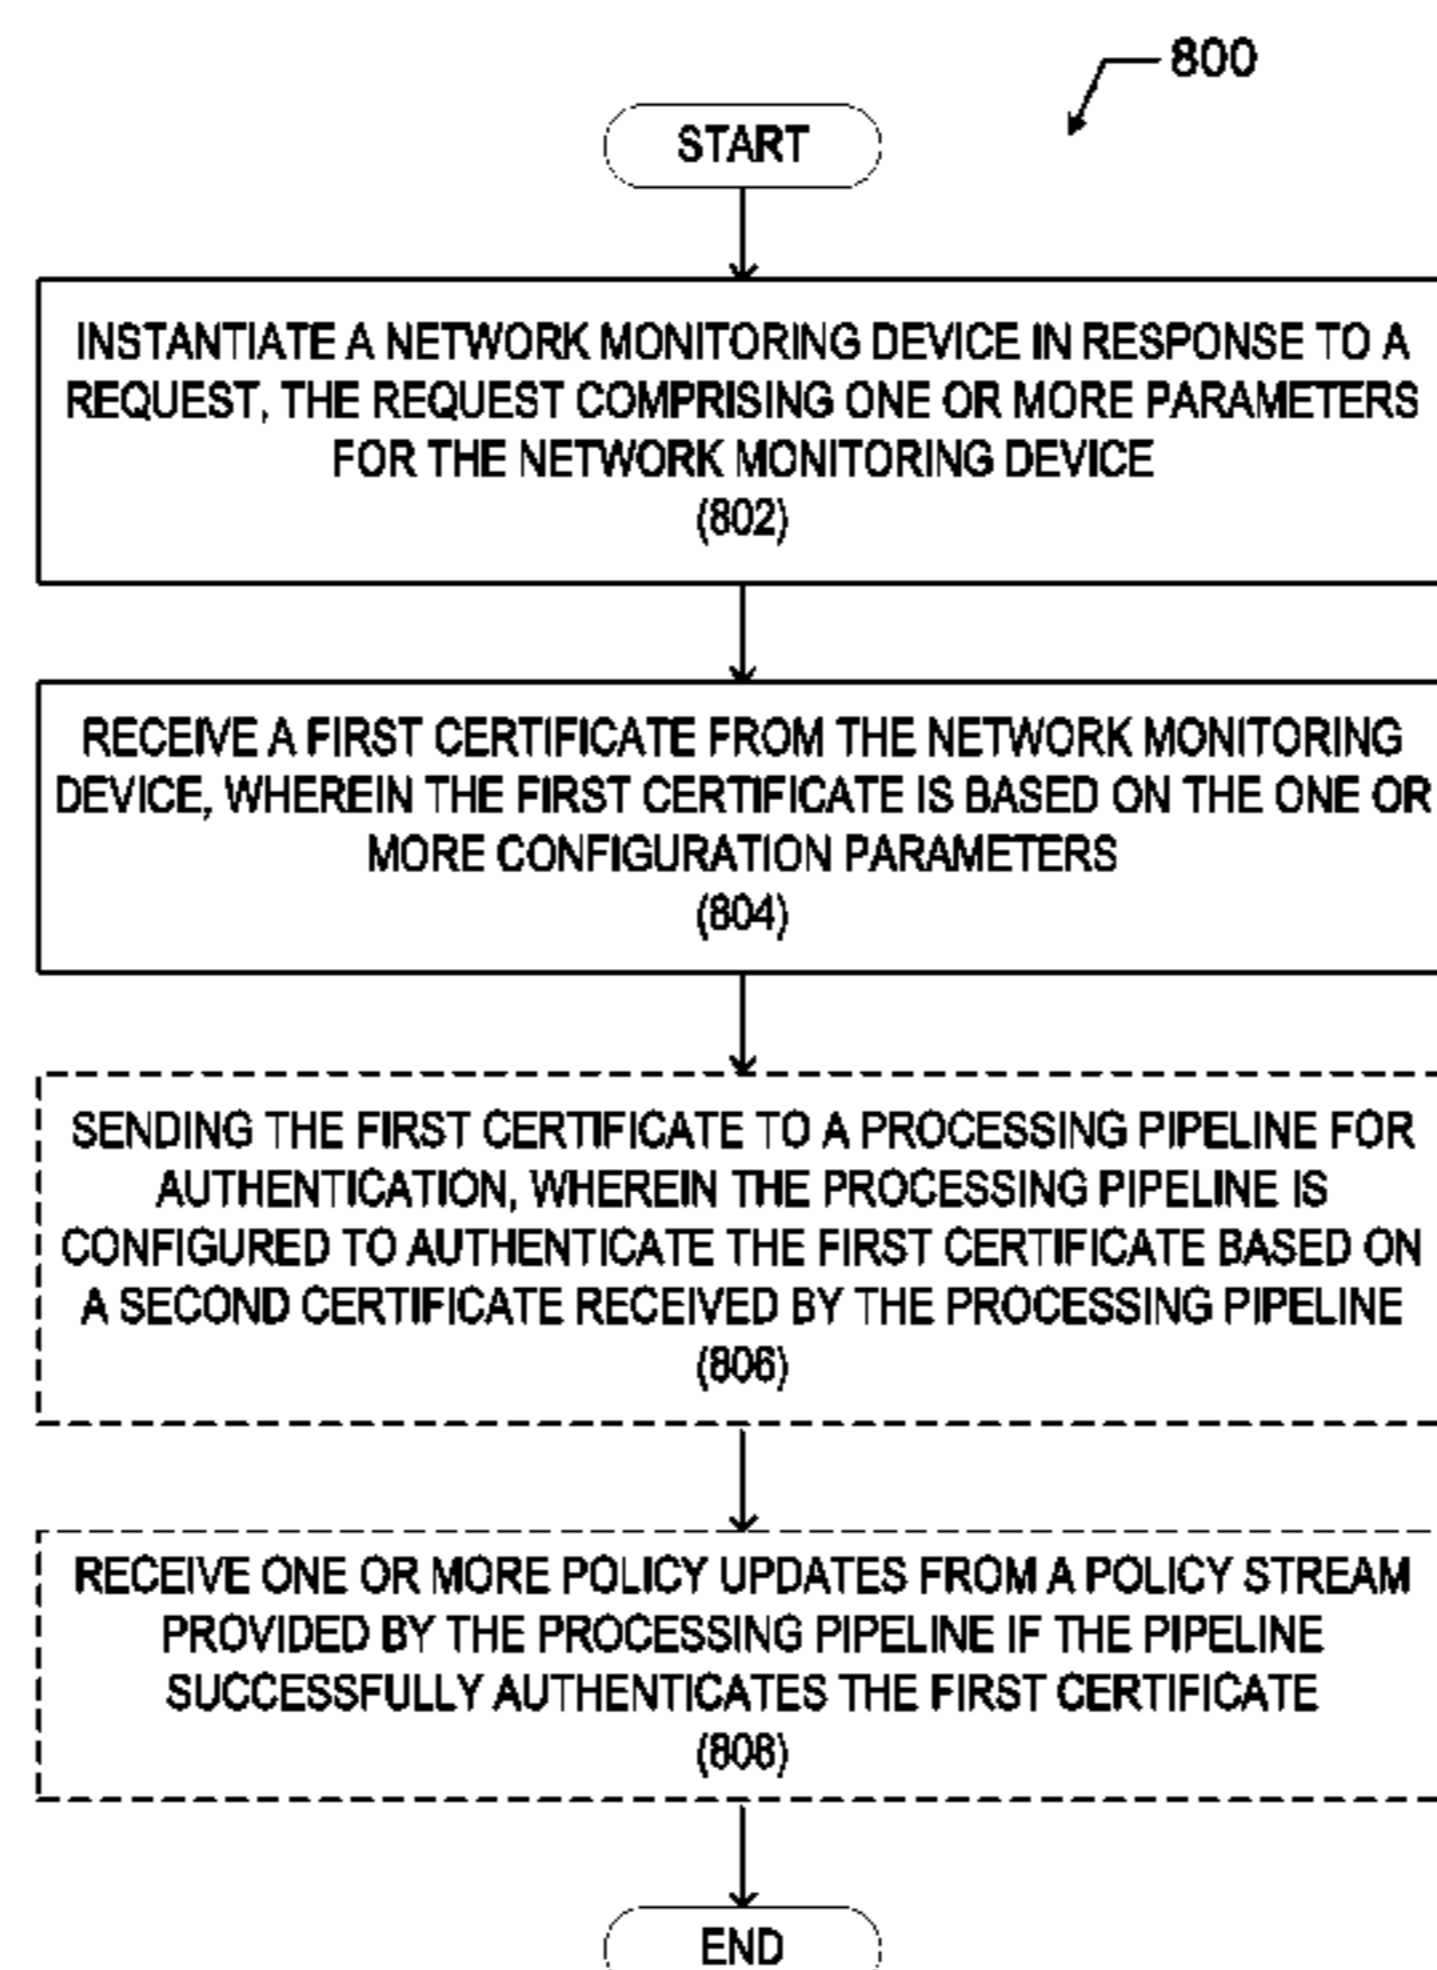 800
START
INSTANTIATE A NETWORK MONITORING DEVICE IN RESPONSE TO A
REQUEST, THE REQUEST COMPRISING ONE OR MORE PARAMETERS
FOR THE NETWORK MONITORING DEVICE
(802)
RECEIVE A FIRST CERTIFICATE FROM THE NETWORK MONITORING
DEVICE, WHEREIN THE FIRST CERTIFICATE IS BASED ON THE ONE OR
MORE CONFIGURATION PARAMETERS
(804)
SENDING THE FIRST CERTIFICATE TO A PROCESSING PIPELINE FOR
AUTHENTICATION, WHEREIN THE PROCESSING PIPELINE IS
CONFIGURED TO AUTHENTICATE THE FIRST CERTIFICATE BASED ON
A SECOND CERTIFICATE RECEIVED BY THE PROCESSING PIPELINE
(806)
RECEIVE ONE OR MORE POLICY UPDATES FROM A POLICY STREAM
PROVIDED BY THE PROCESSING PIPELINE IF THE PIPELINE
SUCCESSFULLY AUTHENTICATES THE FIRST CERTIFICATE
(808)
END